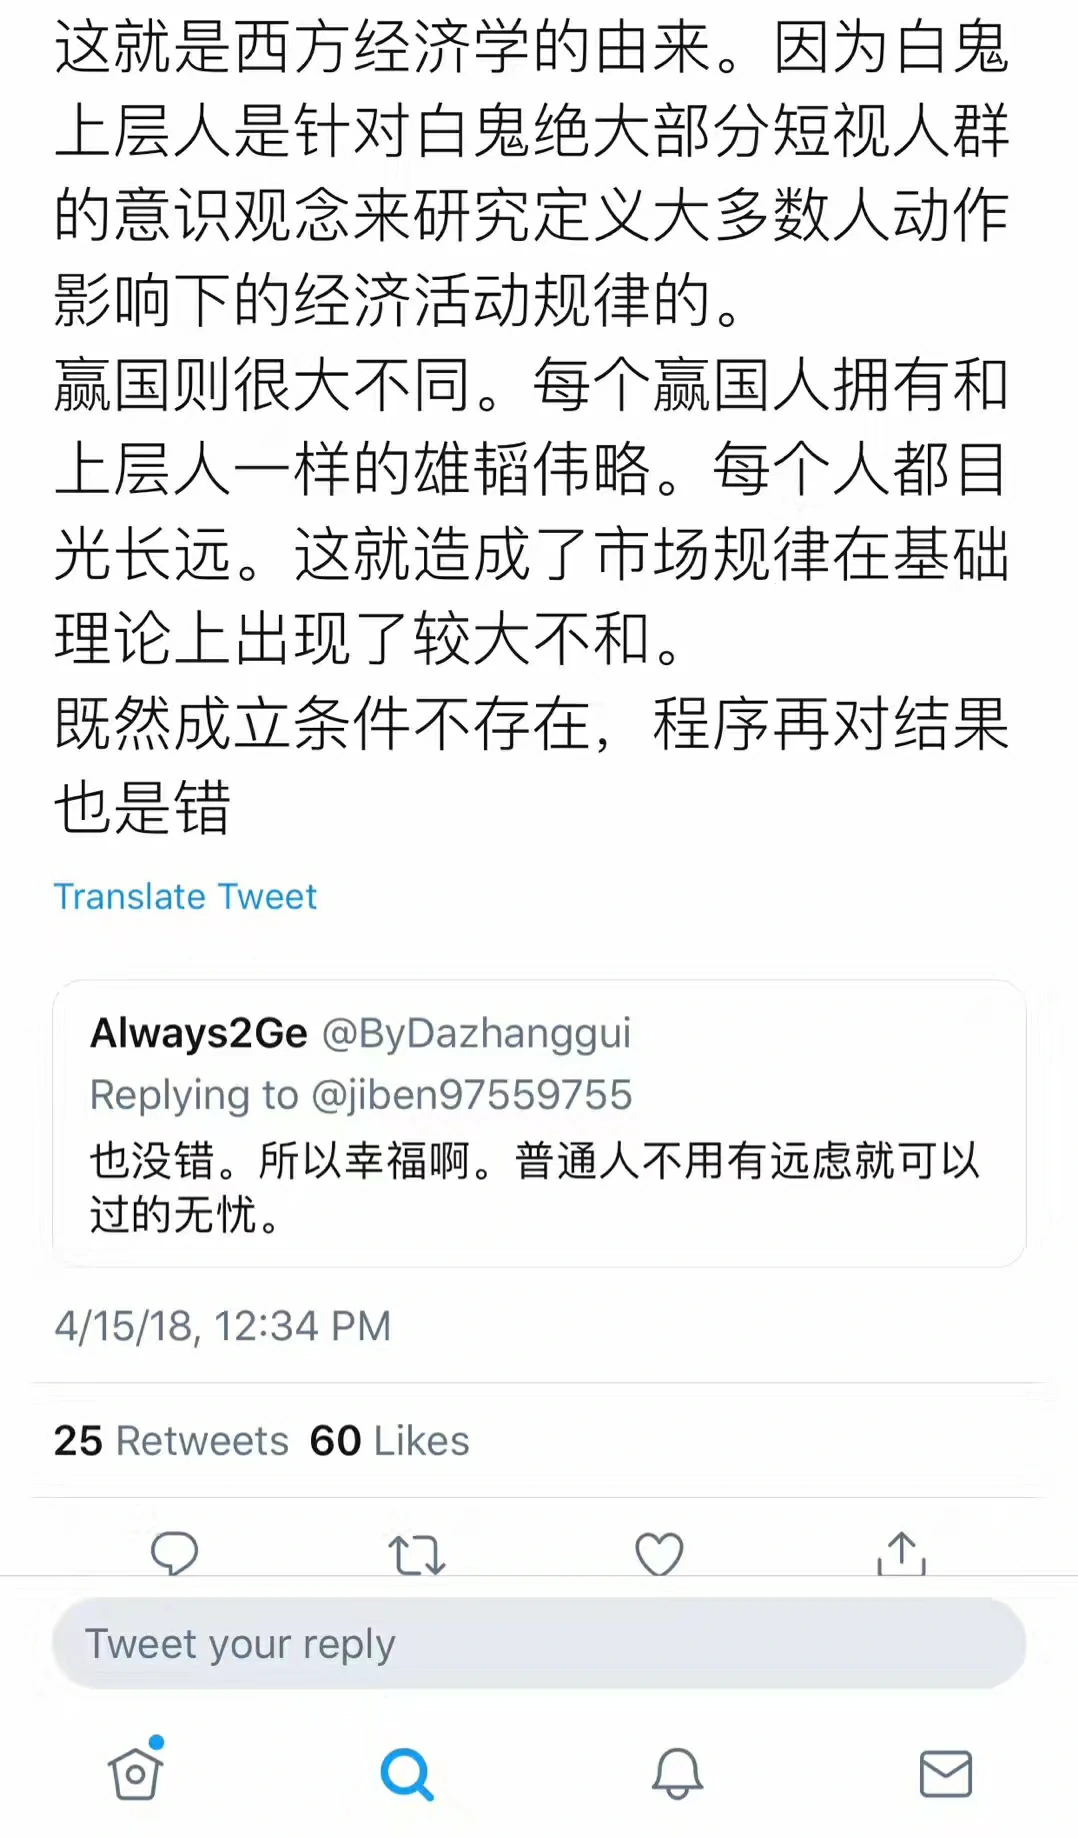 这就是西方经济学的由来。因为白鬼
上层人是针对白鬼绝大部分短视人群
的意识观念来研究定义大多数人动作
影响下的经济活动规律的。
赢国则很大不同。每个赢国人拥有和
上层人一样的雄韬伟略。每个人都目
光长远。这就造成了市场规律在基础
理论上出现了较大不和。
既然成立条件不存在，程序再对结果
也是错
Translate Tweet
Always2Ge @ByDazhanggui
Replying to @jiben97559755
也没错。所以幸福啊。普通人不用有远虑就可以
过的无忧。
4/15/18, 12:34 PM
25 Retweets 60 Likes
Tweet your reply